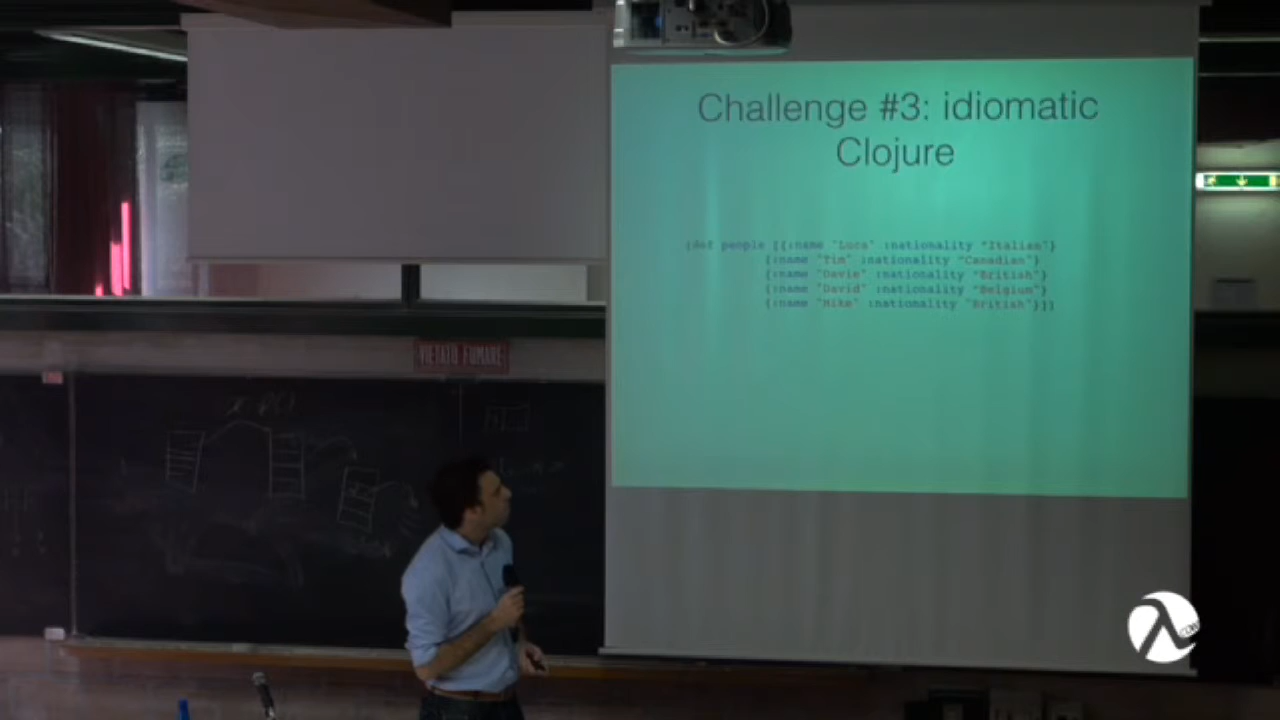 Challenge #3: idiomatic
Clojure
(def people [{:name "Luca" :nationality "Italian"}
{:name "Tim" :nationality "Canadian"}
{:name "Davie" :nationality "British"}
{:name "David" :nationality "Belgium"}
{:name "Mike" :nationality "British"}])
VIETATO FUMARE
λ